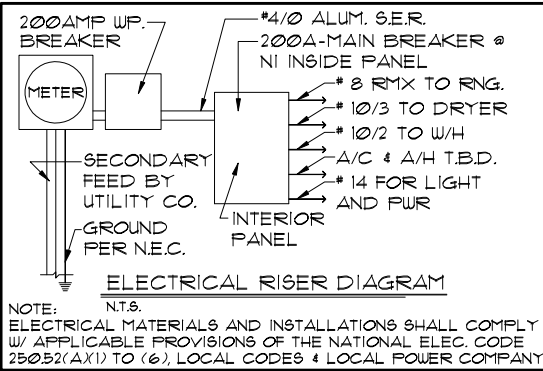 200AMP WP.
BREAKER
#4/0 ALUM. S.E.R.
200A-MAIN BREAKER @
NI INSIDE PANEL
METER
# 8 RMX TO RNG.
# 10/3 TO DRYER
# 10/2 TO W/H
A/C & A/H T.B.D.
# 14 FOR LIGHT
AND PWR
SECONDARY
FEED BY
UTILITY CO.
GROUND
PER N.E.C.
INTERIOR
PANEL
ELECTRICAL RISER DIAGRAM
N.T.S.
NOTE:
ELECTRICAL MATERIALS AND INSTALLATIONS SHALL COMPLY
W/ APPLICABLE PROVISIONS OF THE NATIONAL ELEC. CODE
250.52(A)(1) TO (6), LOCAL CODES & LOCAL POWER COMPANY